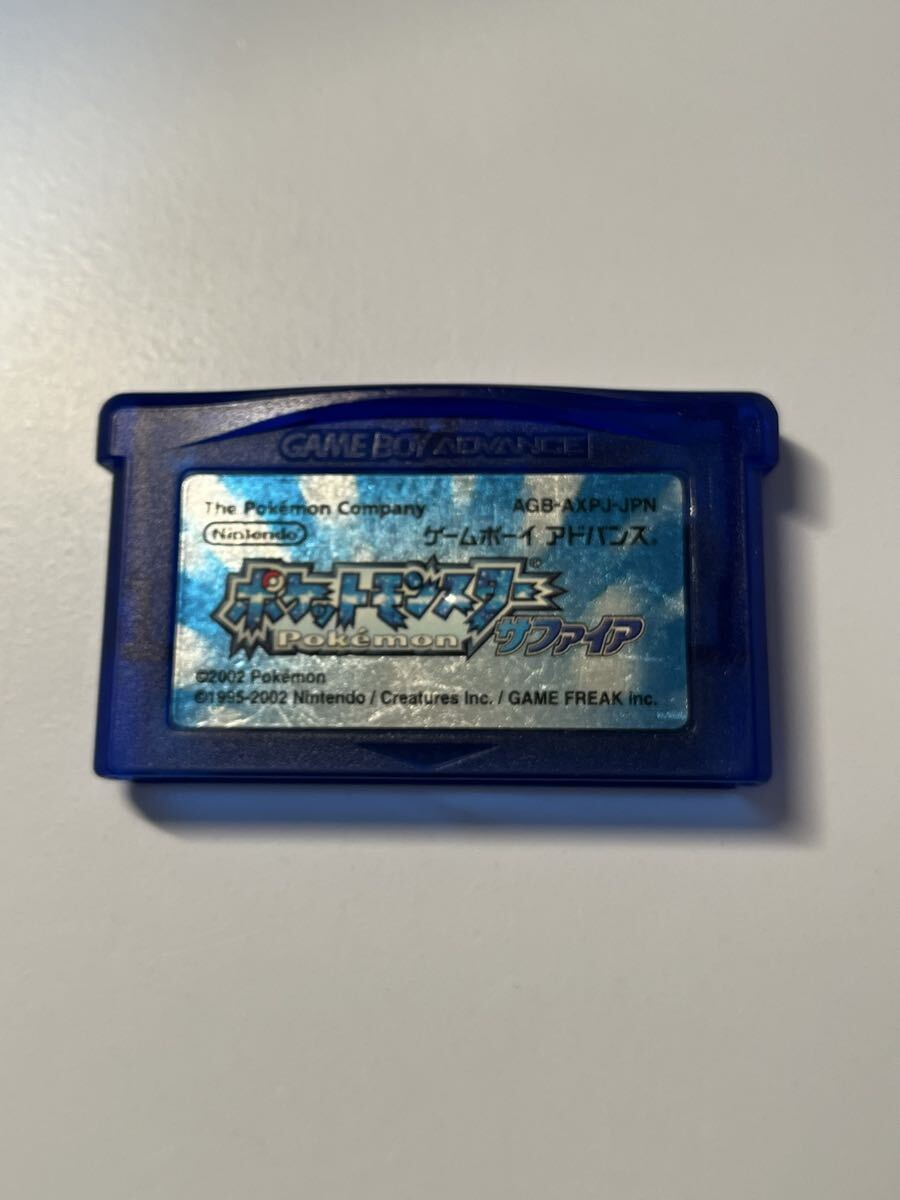 GAME BOY ADVANCE
The Pokémon Company AGB-AXPJ-JPN
Nintendo ゲームボーイ アドバンス®
ポケットモンスター®
Pokémon サファイア
©2002 Pokémon
©1995-2002 Nintendo / Creatures Inc. / GAME FREAK inc.